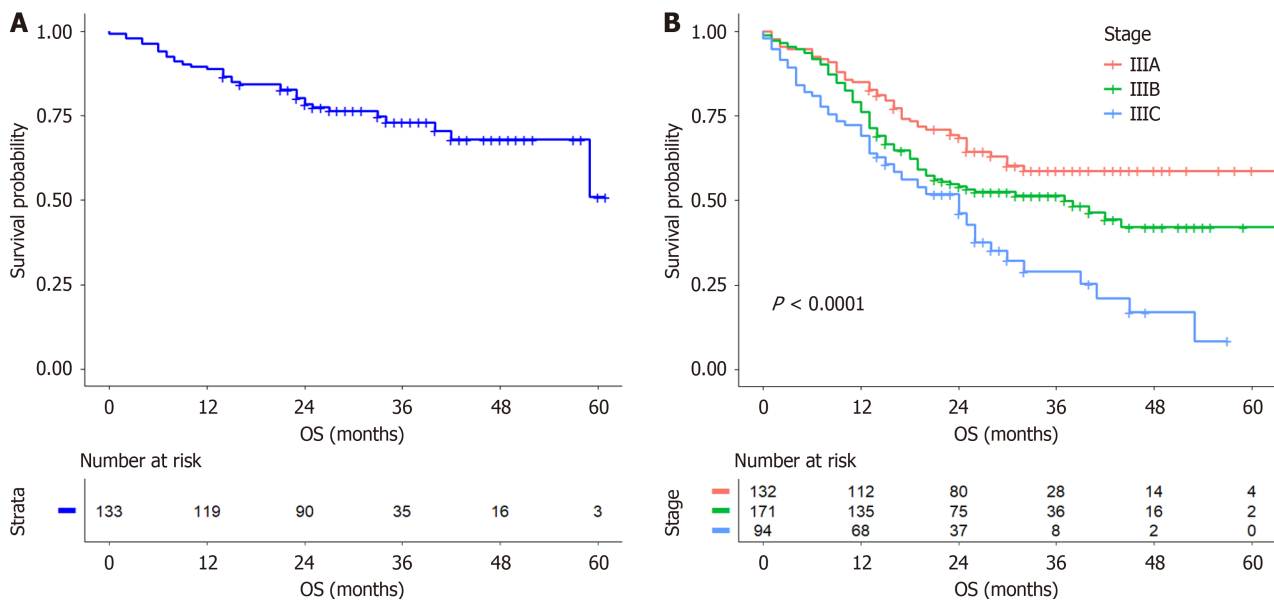 A
1.00
0.75
0.50
0.25
0.00
Survival probability
0 12 24 36 48 60
OS (months)
Number at risk
Strata
133 119 90 35 16 3
0 12 24 36 48 60
OS (months)
B
1.00
0.75
0.50
0.25
0.00
Survival probability
Stage
IIIA
IIIB
IIIC
P < 0.0001
0 12 24 36 48 60
OS (months)
Number at risk
Stage
132 112 80 28 14 4
171 135 75 36 16 2
94 68 37 8 2 0
0 12 24 36 48 60
OS (months)